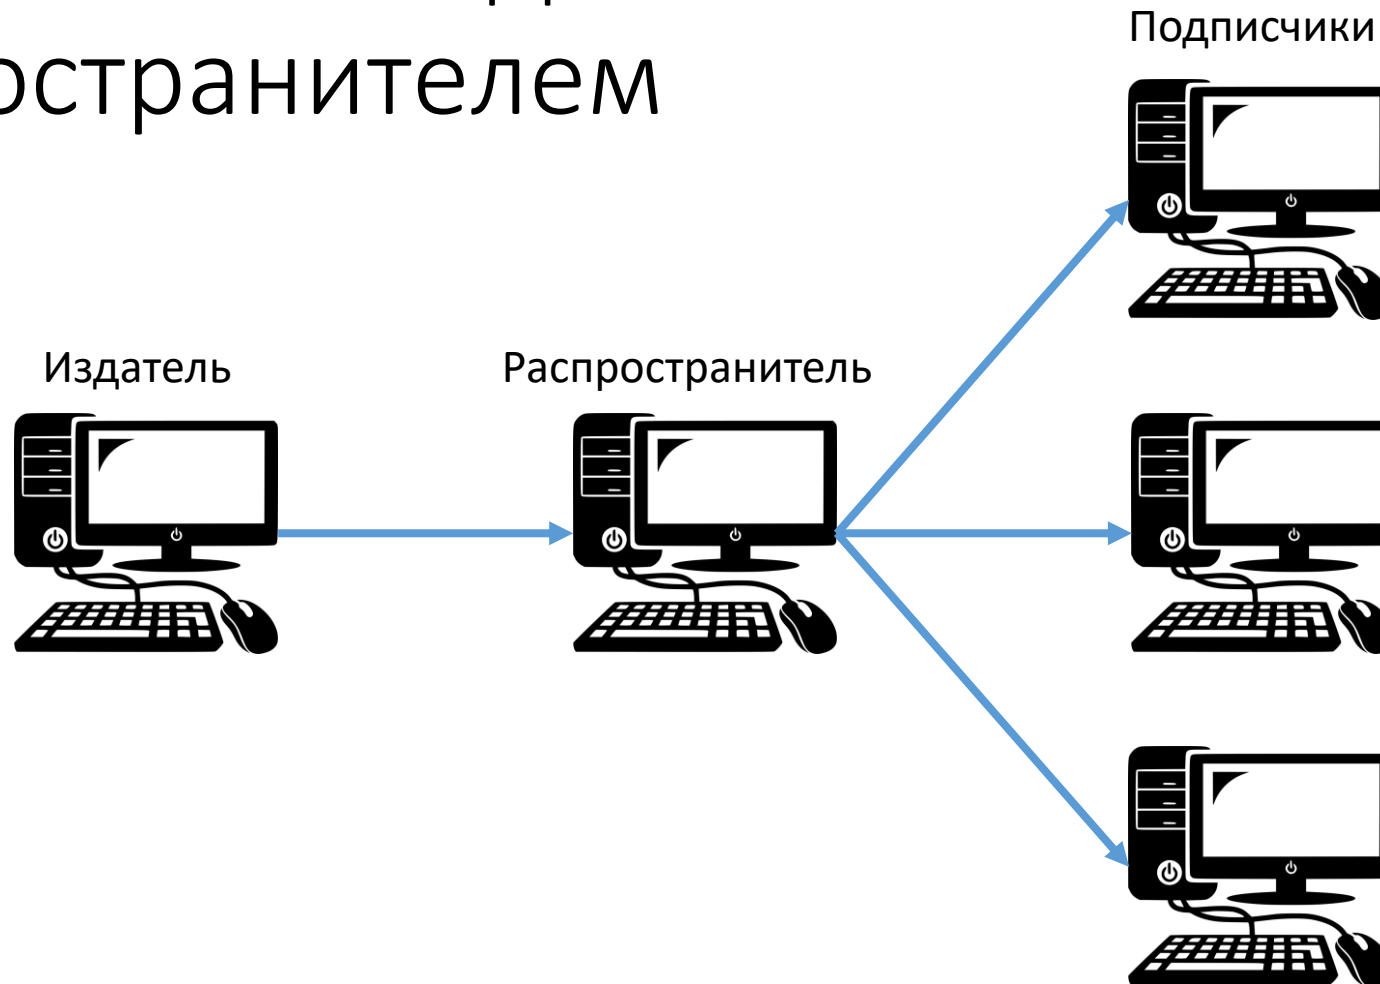 остранителем
Подписчики
Издатель
Распространитель